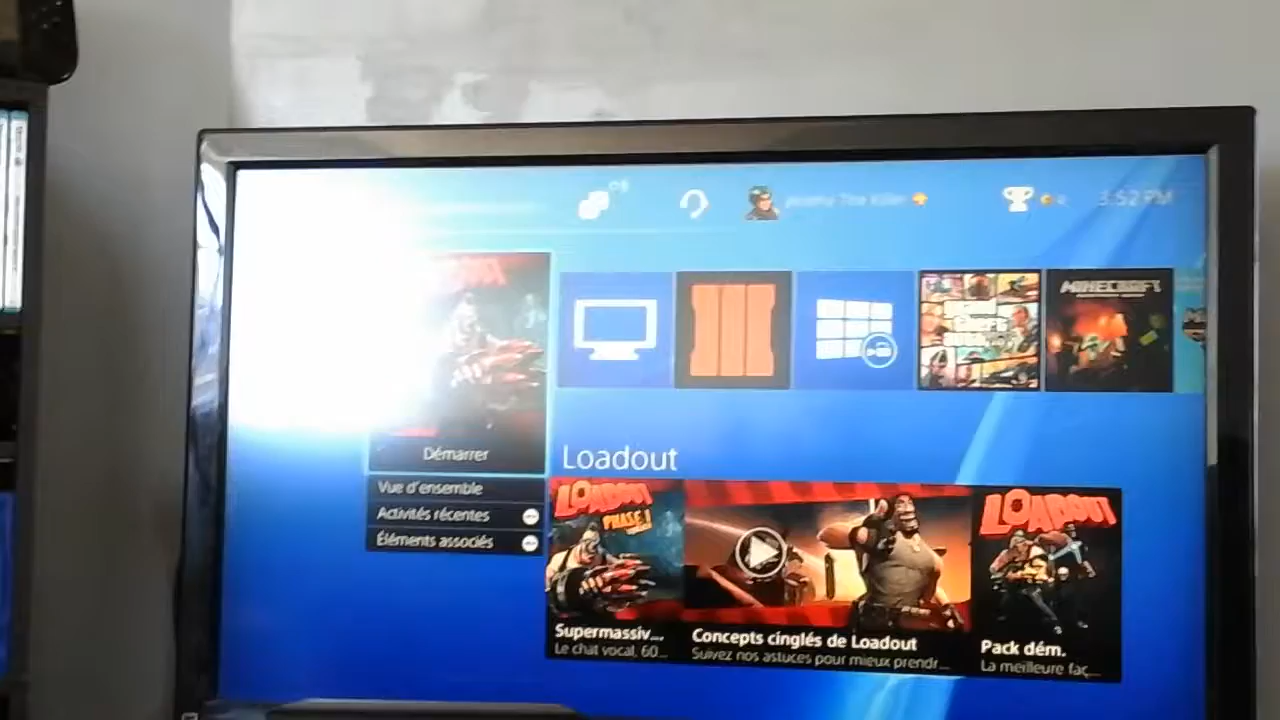 3:52 PM
MINECRAFT
Démarrer
Loadout
Vue d'ensemble
Activités récentes
Éléments associés
LOADOUT
PHASE 1
LOADOUT
Supermassiv...
Le chat vocal, 60...
Concepts cinglés de Loadout
Suivez nos astuces pour mieux prendr...
Pack dém.
La meilleure faç...